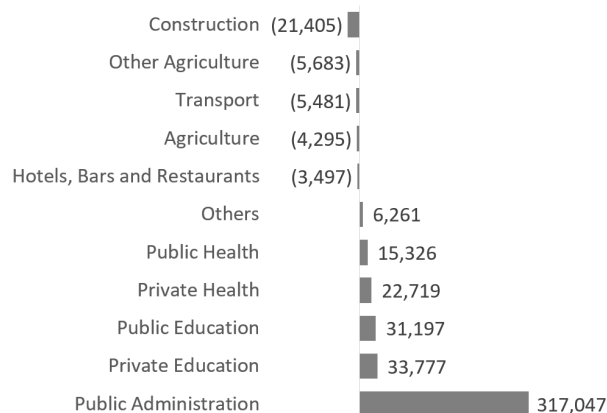 Construction (21,405)
Other Agriculture (5,683)
Transport (5,481)
Agriculture (4,295)
Hotels, Bars and Restaurants (3,497)
Others 6,261
Public Health 15,326
Private Health 22,719
Public Education 31,197
Private Education 33,777
Public Administration 317,047